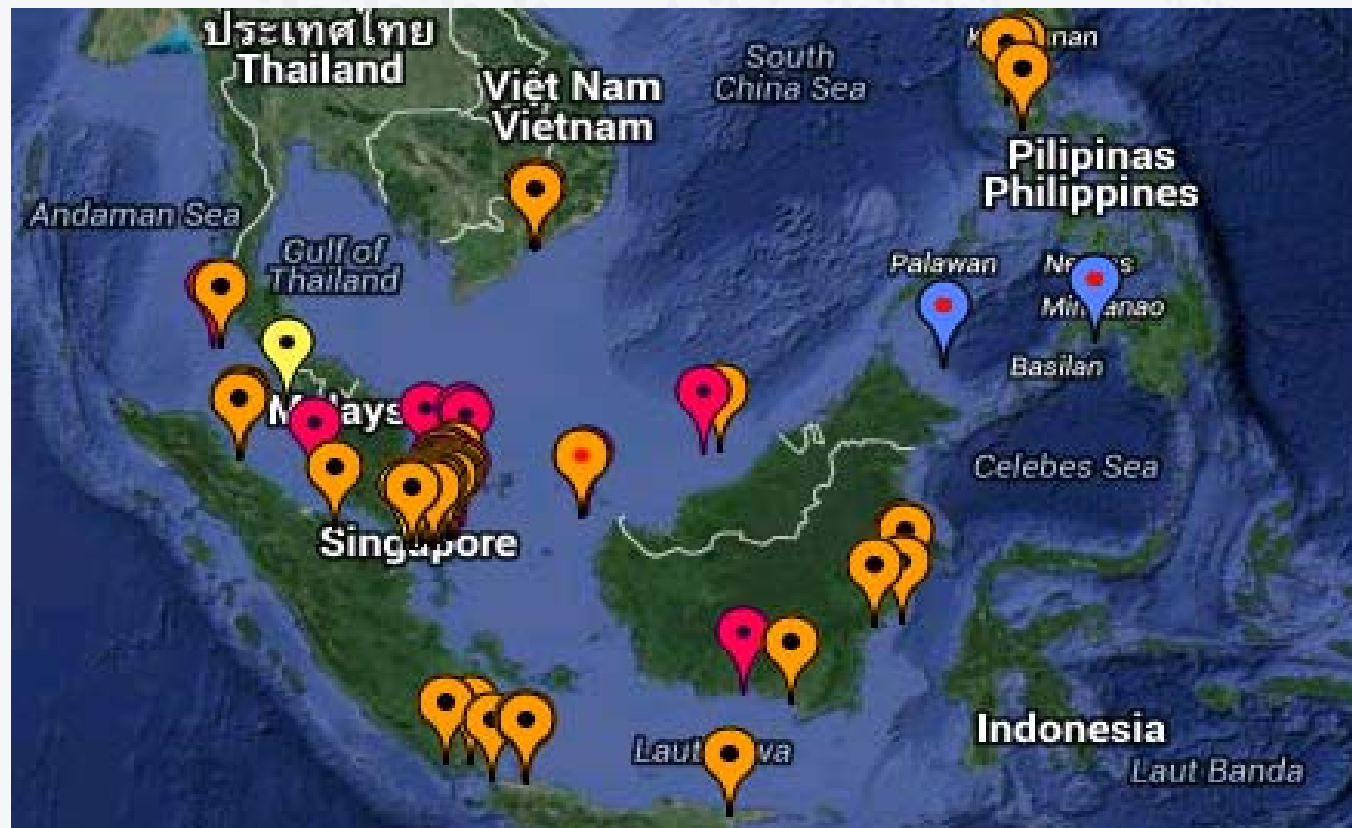 ประเทศไทย
Thailand
Việt Nam
Vietnam
South
China Sea
Pilipinas
Philippines
Andaman Sea
Gulf of
Thailand
Palawan
Basilan
Celebes Sea
Singapore
Indonesia
Laut Banda
Laut